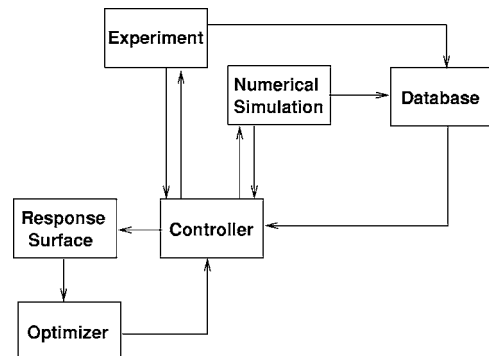 Experiment
Numerical
Simulation
Database
Response
Surface
Controller
Optimizer